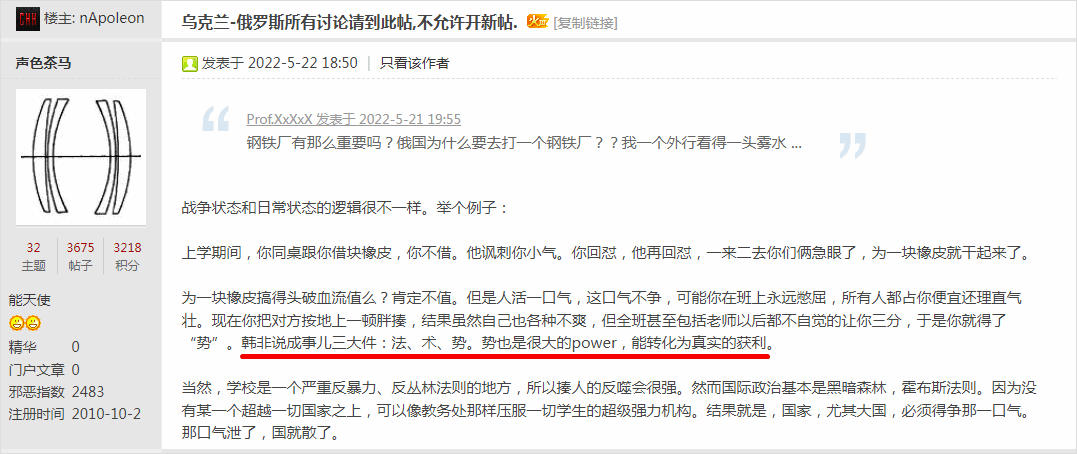 CHH 楼主: nApoleon
乌克兰-俄罗斯所有讨论请到此帖,不允许开新帖. 火 [复制链接]
声色茶马
发表于 2022-5-22 18:50 | 只看该作者
Prof.XxXxX 发表于 2022-5-21 19:55
钢铁厂有那么重要吗？俄国为什么要去打一个钢铁厂？？我一个外行看得一头雾水 ...
战争状态和日常状态的逻辑很不一样。举个例子：
上学期间，你同桌跟你借块橡皮，你不借。他讽刺你小气。你回怼，他再回怼，一来二去你们俩急眼了，为一块橡皮就干起来了。
为一块橡皮搞得头破血流值么？肯定不值。但是人活一口气，这口气不争，可能你在班上永远憋屈，所有人都占你便宜还理直气
壮。现在你把对方按地上一顿胖揍，结果虽然自己也各种不爽，但全班甚至包括老师以后都不自觉的让你三分，于是你就得了
“势”。韩非说成事儿三大件：法、术、势。势也是很大的power，能转化为真实的获利。
当然，学校是一个严重反暴力、反丛林法则的地方，所以揍人的反噬会很强。然而国际政治基本是黑暗森林，霍布斯法则。因为没
有某一个超越一切国家之上，可以像教务处那样压服一切学生的超级强力机构。结果就是，国家，尤其大国，必须得争那一口气。
那口气泄了，国就散了。
32 3675 3218
主题 帖子 积分
能天使
精华 0
门户文章 0
邪恶指数 2483
注册时间 2010-10-2